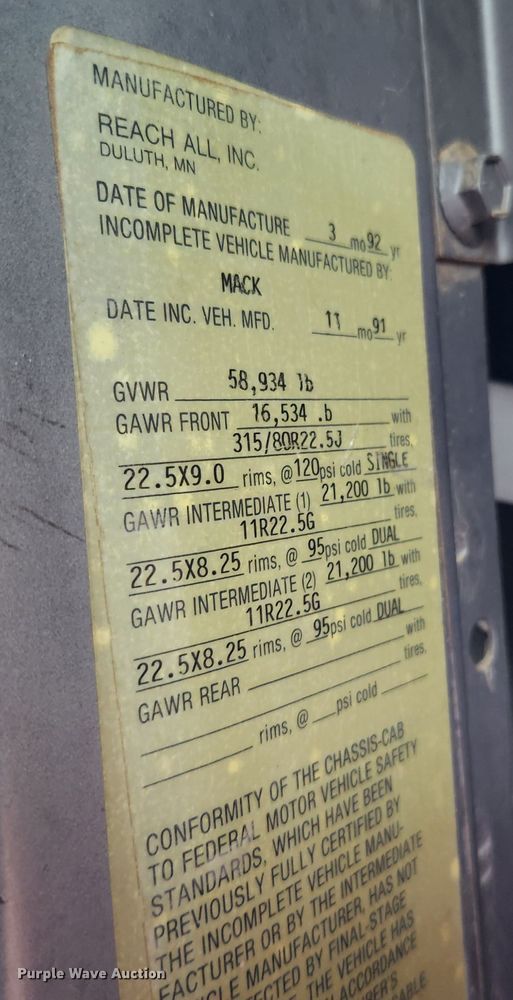 MANUFACTURED BY:
REACH ALL, INC.
DULUTH, MN
DATE OF MANUFACTURE 3 mo 92 yr
INCOMPLETE VEHICLE MANUFACTURED BY:
MACK
DATE INC. VEH. MFD. 11 mo 91 yr
GVWR 58,934 lb
GAWR FRONT 16,534 .b with
315/80R22.5J tires,
22.5X9.0 rims, @ 120 psi cold SINGLE
GAWR INTERMEDIATE (1) 21,200 lb with
11R22.5G tires,
22.5X8.25 rims, @ 95 psi cold DUAL
GAWR INTERMEDIATE (2) 21,200 lb with
11R22.5G tires,
22.5X8.25 rims, @ 95 psi cold DUAL
GAWR REAR with
tires,
rims, @ psi cold
CONFORMITY OF THE CHASSIS-CAB
TO FEDERAL MOTOR VEHICLE SAFETY
STANDARDS, WHICH HAVE BEEN
PREVIOUSLY FULLY CERTIFIED BY
THE INCOMPLETE VEHICLE MANU-
FACTURER OR BY THE INTERMEDIATE
MANUFACTURER, HAS NOT
BY FINAL-STAGE
THE VEHICLE HAS
ACCORDANCE
Purple Wave Auction